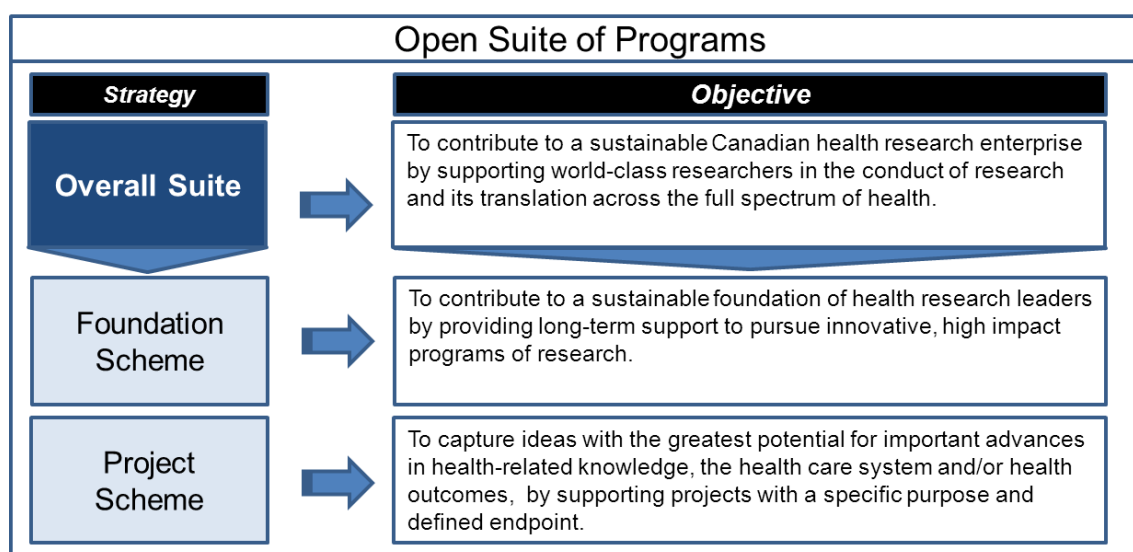 Open Suite of Programs
Strategy
Objective
Overall Suite
To contribute to a sustainable Canadian health research enterprise
by supporting world-class researchers in the conduct of research
and its translation across the full spectrum of health.
Foundation
Scheme
To contribute to a sustainable foundation of health research leaders
by providing long-term support to pursue innovative, high impact
programs of research.
Project
Scheme
To capture ideas with the greatest potential for important advances
in health-related knowledge, the health care system and/or health
outcomes,  by supporting projects with a specific purpose and
defined endpoint.